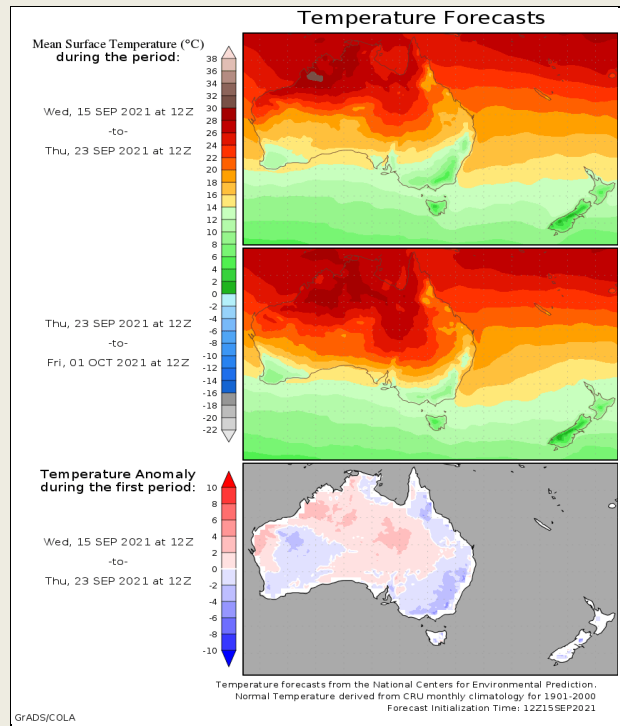 Temperature Forecasts
Mean Surface Temperature (°C)
during the period:
Wed, 15 SEP 2021 at 12Z
-to-
Thu, 23 SEP 2021 at 12Z
38
36
34
32
30
28
26
24
22
20
18
16
14
12
10
8
6
4
2
0
-2
-4
-6
-8
-10
-12
-14
-16
-18
-20
-22
Thu, 23 SEP 2021 at 12Z
-to-
Fri, 01 OCT 2021 at 12Z
Temperature Anomaly
during the first period:
Wed, 15 SEP 2021 at 12Z
-to-
Thu, 23 SEP 2021 at 12Z
10
8
6
4
2
0
-2
-4
-6
-8
-10
Temperature forecasts from the National Centers for Environmental Prediction.
Normal Temperature derived from CRU monthly climatology for 1901-2000
Forecast Initialization Time: 12Z15SEP2021
GrADS/COLA